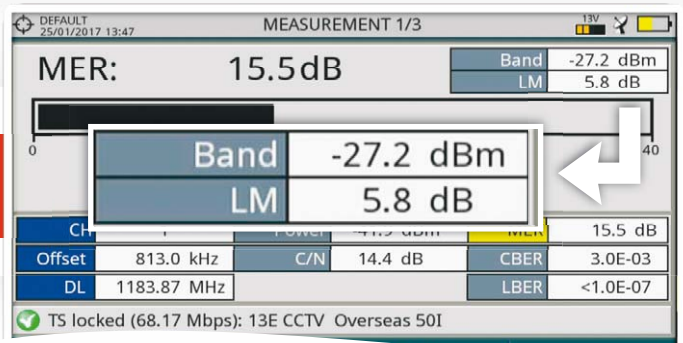 DEFAULT
25/01/2017 13:47
MEASUREMENT 1/3
13V
MER: 15.5 dB
Band -27.2 dBm
LM 5.8 dB
0 40
Band -27.2 dBm
LM 5.8 dB
CH MER 15.5 dB
Offset 813.0 kHz C/N 14.4 dB CBER 3.0E-03
DL 1183.87 MHz LBER <1.0E-07
TS locked (68.17 Mbps): 13E CCTV Overseas 50I